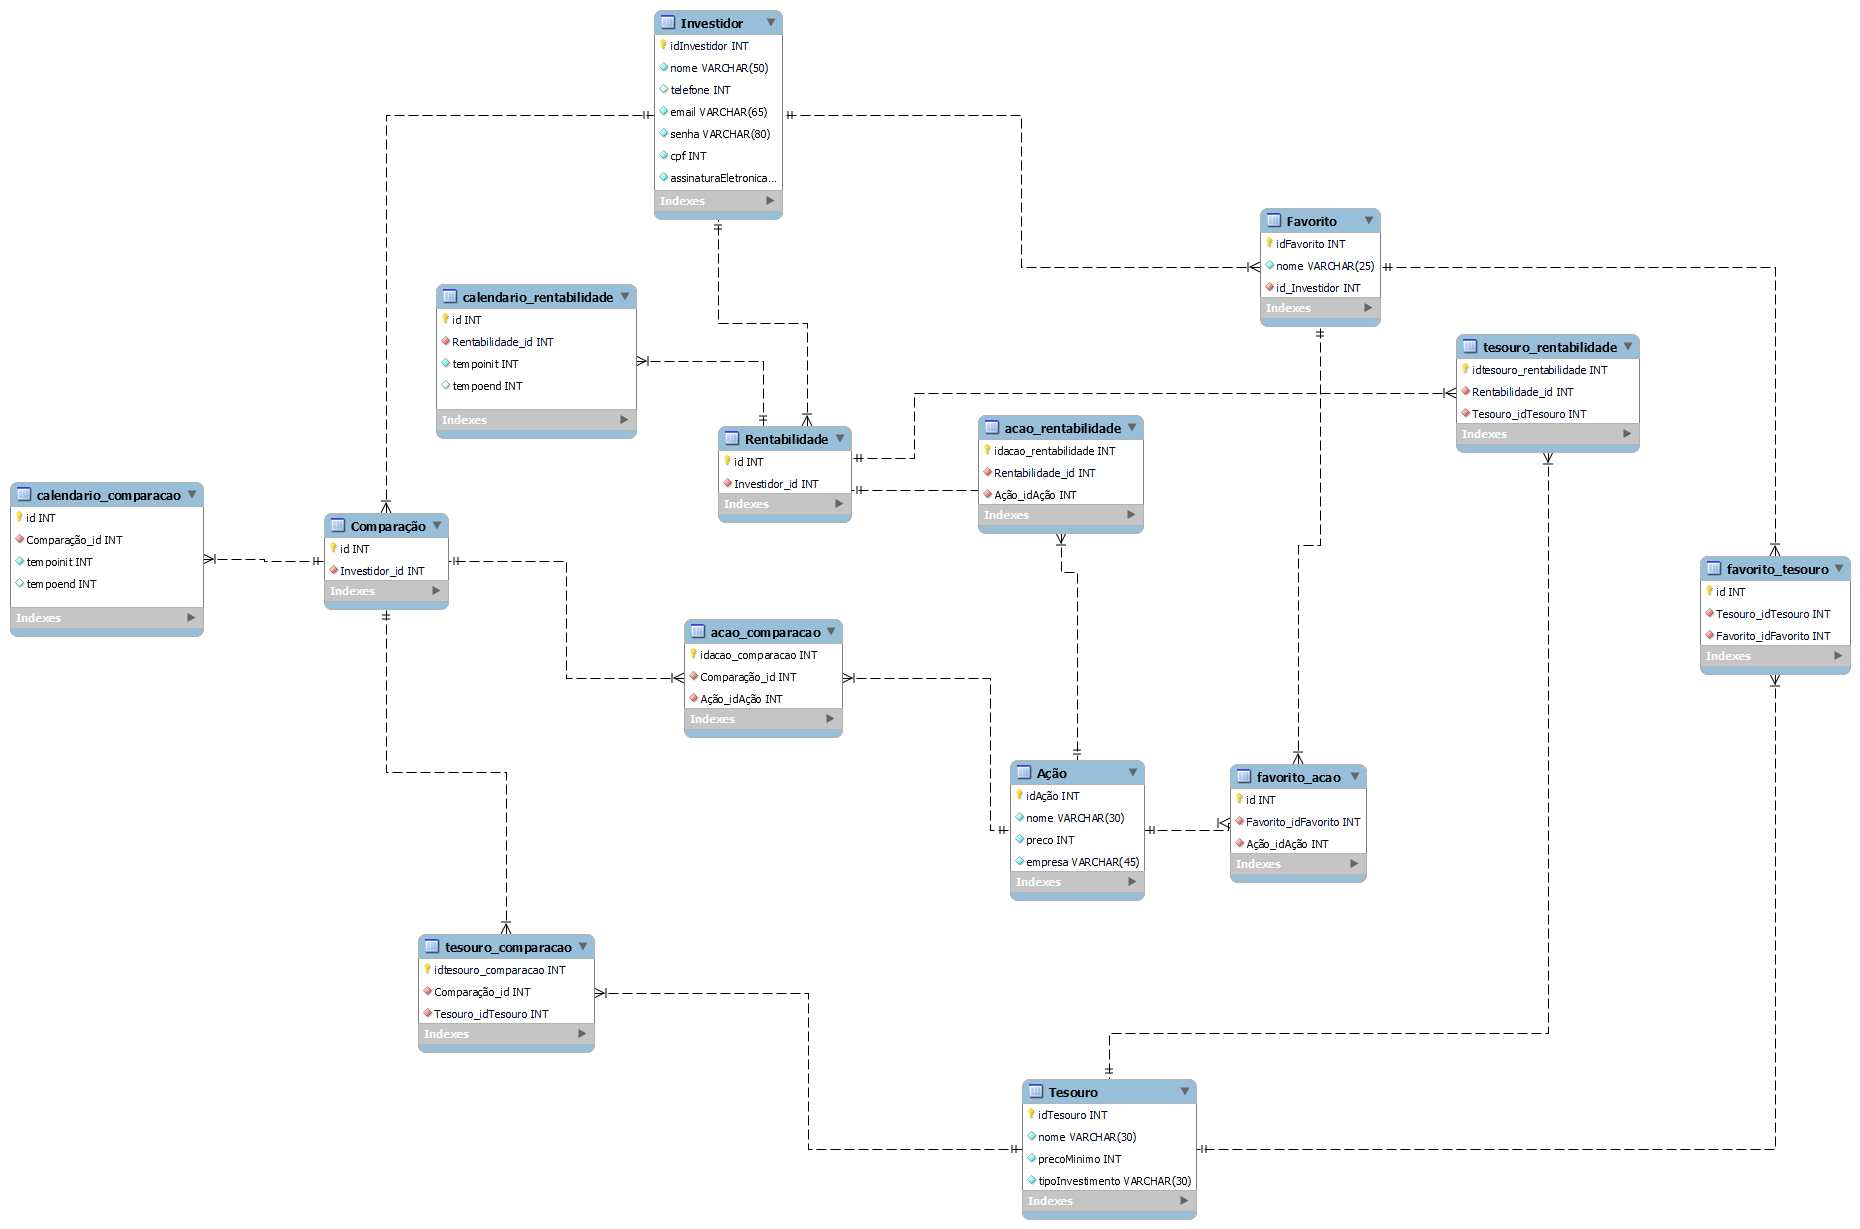 Investidor
idInvestidor INT
nome VARCHAR(50)
telefone INT
email VARCHAR(65)
senha VARCHAR(80)
cpf INT
assinaturaEletronica...
Indexes
Favorito
idFavorito INT
nome VARCHAR(25)
id_Investidor INT
Indexes
calendario_rentabilidade
id INT
Rentabilidade_id INT
tempoinit INT
tempoend INT
Indexes
tesouro_rentabilidade
idtesouro_rentabilidade INT
Rentabilidade_id INT
Tesouro_idTesouro INT
Indexes
Rentabilidade
id INT
Investidor_id INT
Indexes
acao_rentabilidade
idacao_rentabilidade INT
Rentabilidade_id INT
Ação_idAção INT
Indexes
calendario_comparacao
id INT
Comparação_id INT
tempoinit INT
tempoend INT
Indexes
Comparação
id INT
Investidor_id INT
Indexes
favorito_tesouro
id INT
Tesouro_idTesouro INT
Favorito_idFavorito INT
Indexes
acao_comparacao
idacao_comparacao INT
Comparação_id INT
Ação_idAção INT
Indexes
Ação
idAção INT
nome VARCHAR(30)
preco INT
empresa VARCHAR(45)
Indexes
favorito_acao
id INT
Favorito_idFavorito INT
Ação_idAção INT
Indexes
tesouro_comparacao
idtesouro_comparacao INT
Comparação_id INT
Tesouro_idTesouro INT
Indexes
Tesouro
idTesouro INT
nome VARCHAR(30)
precoMinimo INT
tipoInvestimento VARCHAR(30)
Indexes